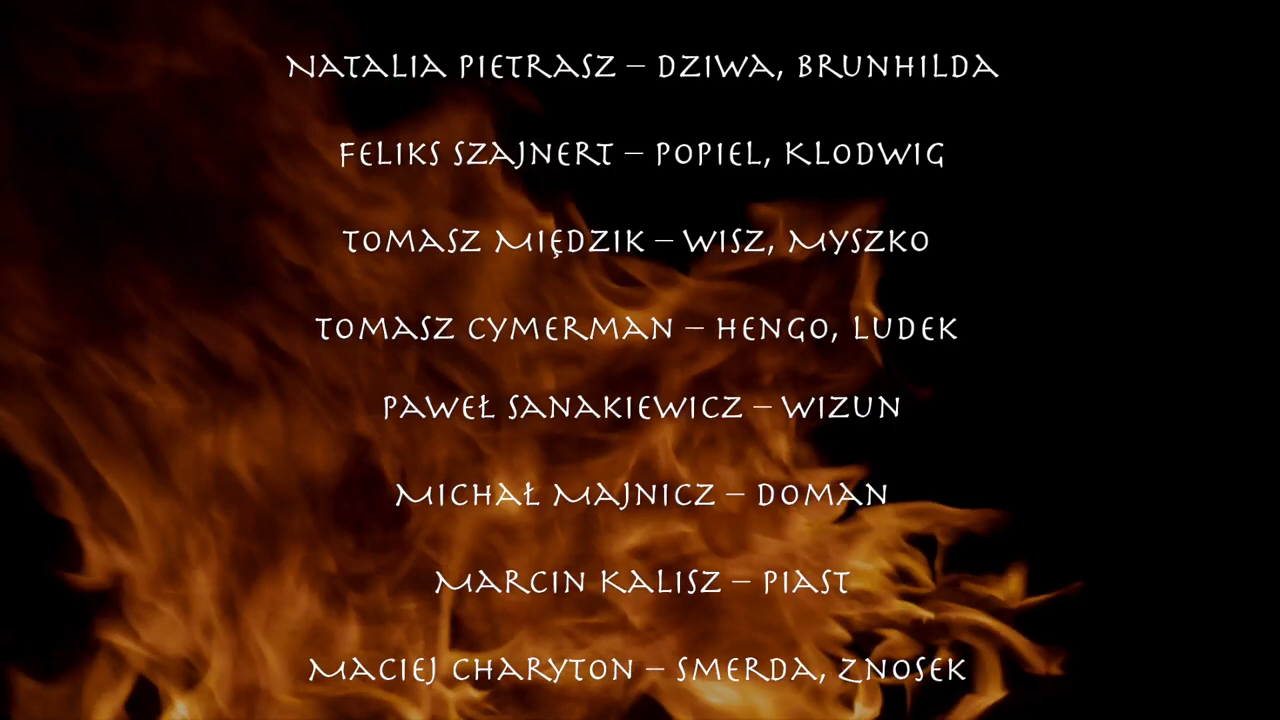 Natalia Pietrasz – Dziwa, Brunhilda
Feliks Szajnert – Popiel, Klodwig
Tomasz Międzik – Wisz, Myszko
Tomasz Cymerman – Hengo, Ludek
Paweł Sanakiewicz – Wizun
Michał Majnicz – Doman
Marcin Kalisz – Piast
Maciej Charyton – Smerda, Znosek